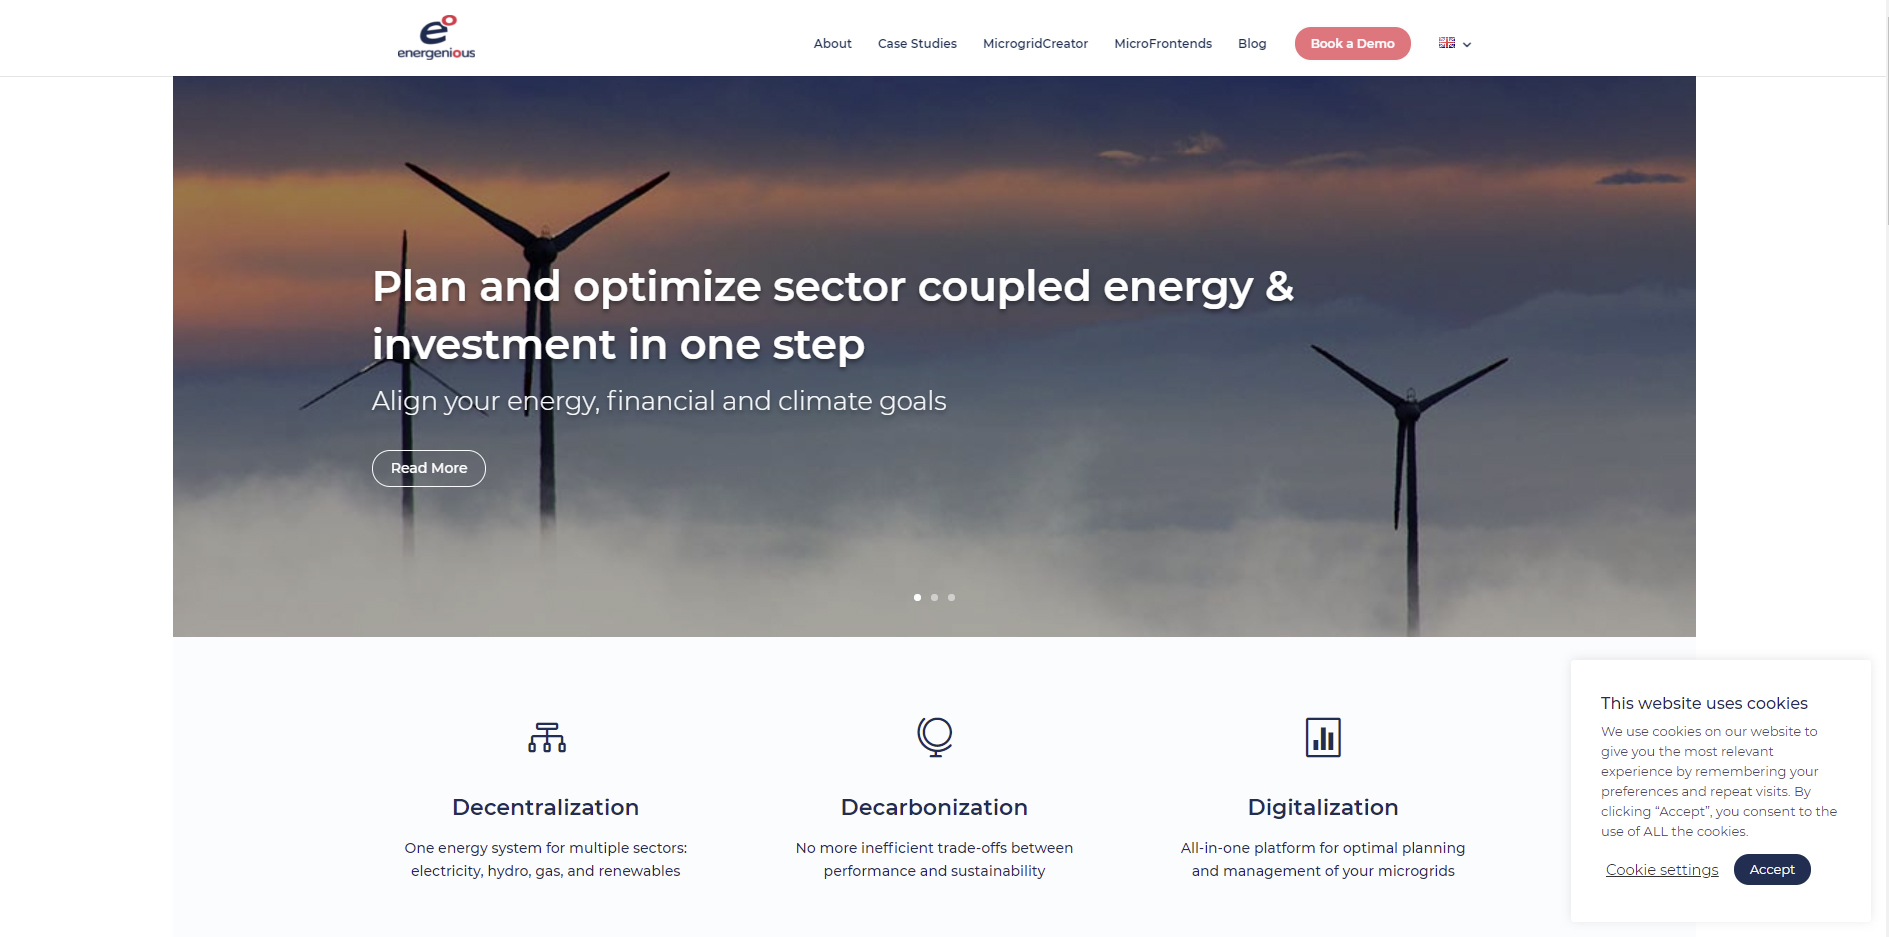 energenious
About
Case Studies
MicrogridCreator
MicroFrontends
Blog
Book a Demo
Plan and optimize sector coupled energy &
investment in one step
Align your energy, financial and climate goals
Read More
Decentralization
One energy system for multiple sectors:
electricity, hydro, gas, and renewables
Decarbonization
No more inefficient trade-offs between
performance and sustainability
Digitalization
All-in-one platform for optimal planning
and management of your microgrids
This website uses cookies
We use cookies on our website to
give you the most relevant
experience by remembering your
preferences and repeat visits. By
clicking “Accept”, you consent to the
use of ALL the cookies.
Cookie settings
Accept